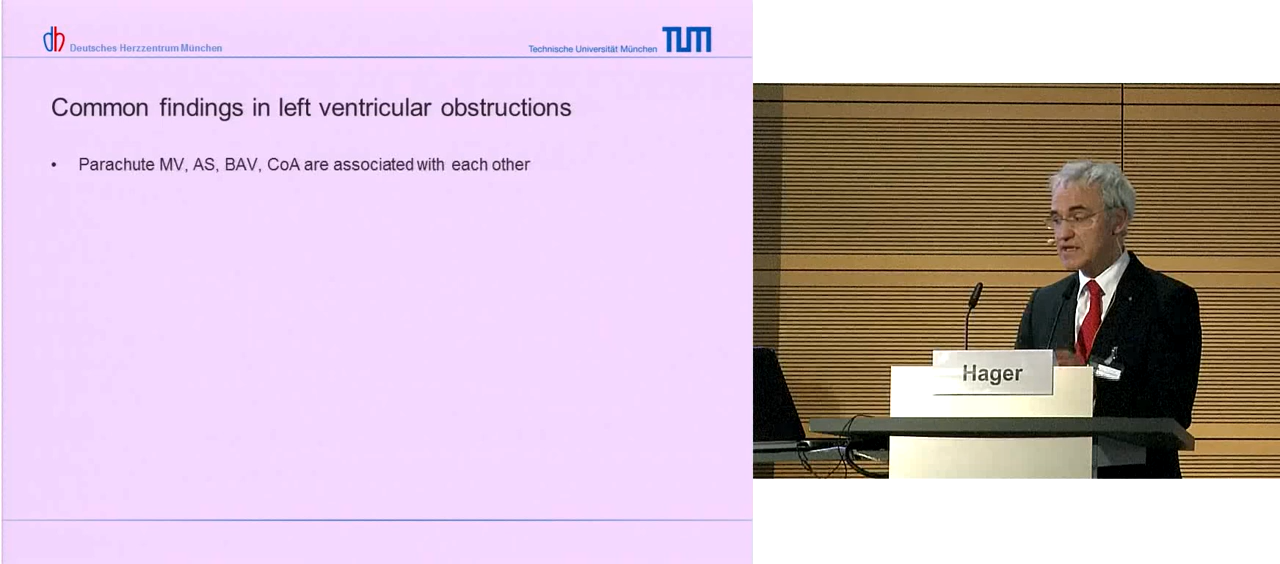 Deutsches Herzzentrum München
Technische Universität München TUM
Common findings in left ventricular obstructions
• Parachute MV, AS, BAV, CoA are associated with each other
Hager